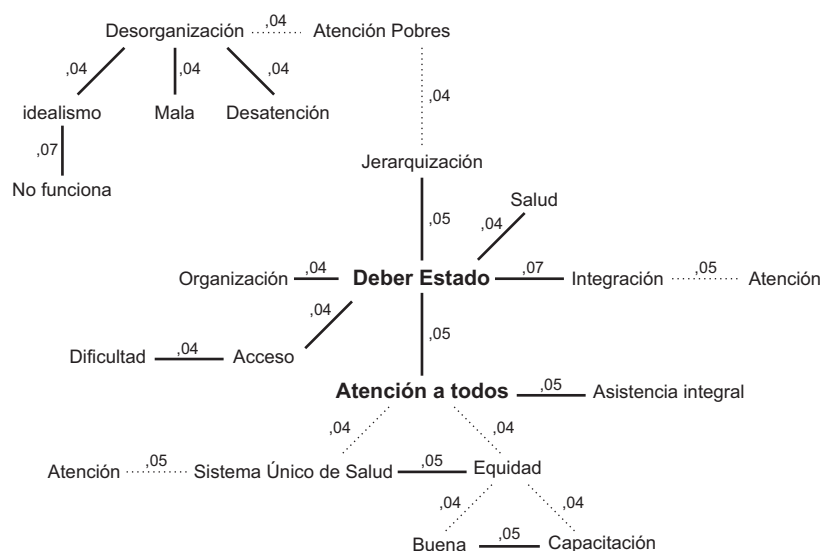 Desorganización ,04 Atención Pobres
,04 ,04 ,04
,04
idealismo Mala Desatención
,07
Jerarquización
No funciona
Salud
,05 ,04
Organización ,04 Deber Estado ,07 Integración ,05 Atención
,04
,05
Dificultad ,04 Acceso
Atención a todos ,05 Asistencia integral
,04 ,04
Atención ,05 Sistema Único de Salud ,05 Equidad
,04 ,04
Buena ,05 Capacitación